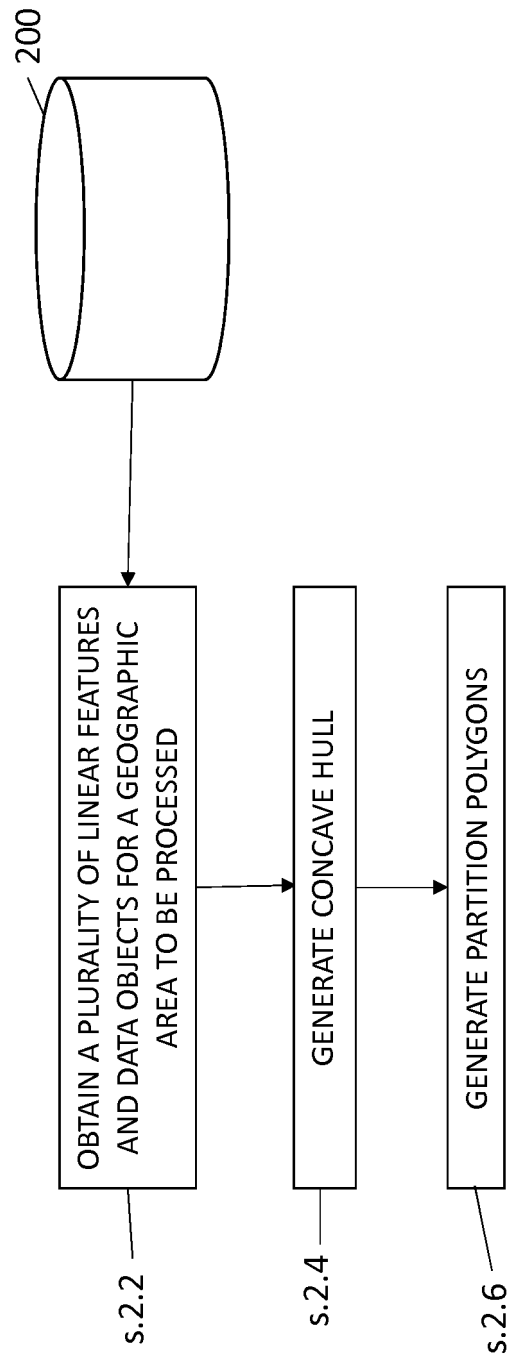 200
s.2.2
OBTAIN A PLURALITY OF LINEAR FEATURES
AND DATA OBJECTS FOR A GEOGRAPHIC
AREA TO BE PROCESSED
s.2.4
GENERATE CONCAVE HULL
s.2.6
GENERATE PARTITION POLYGONS